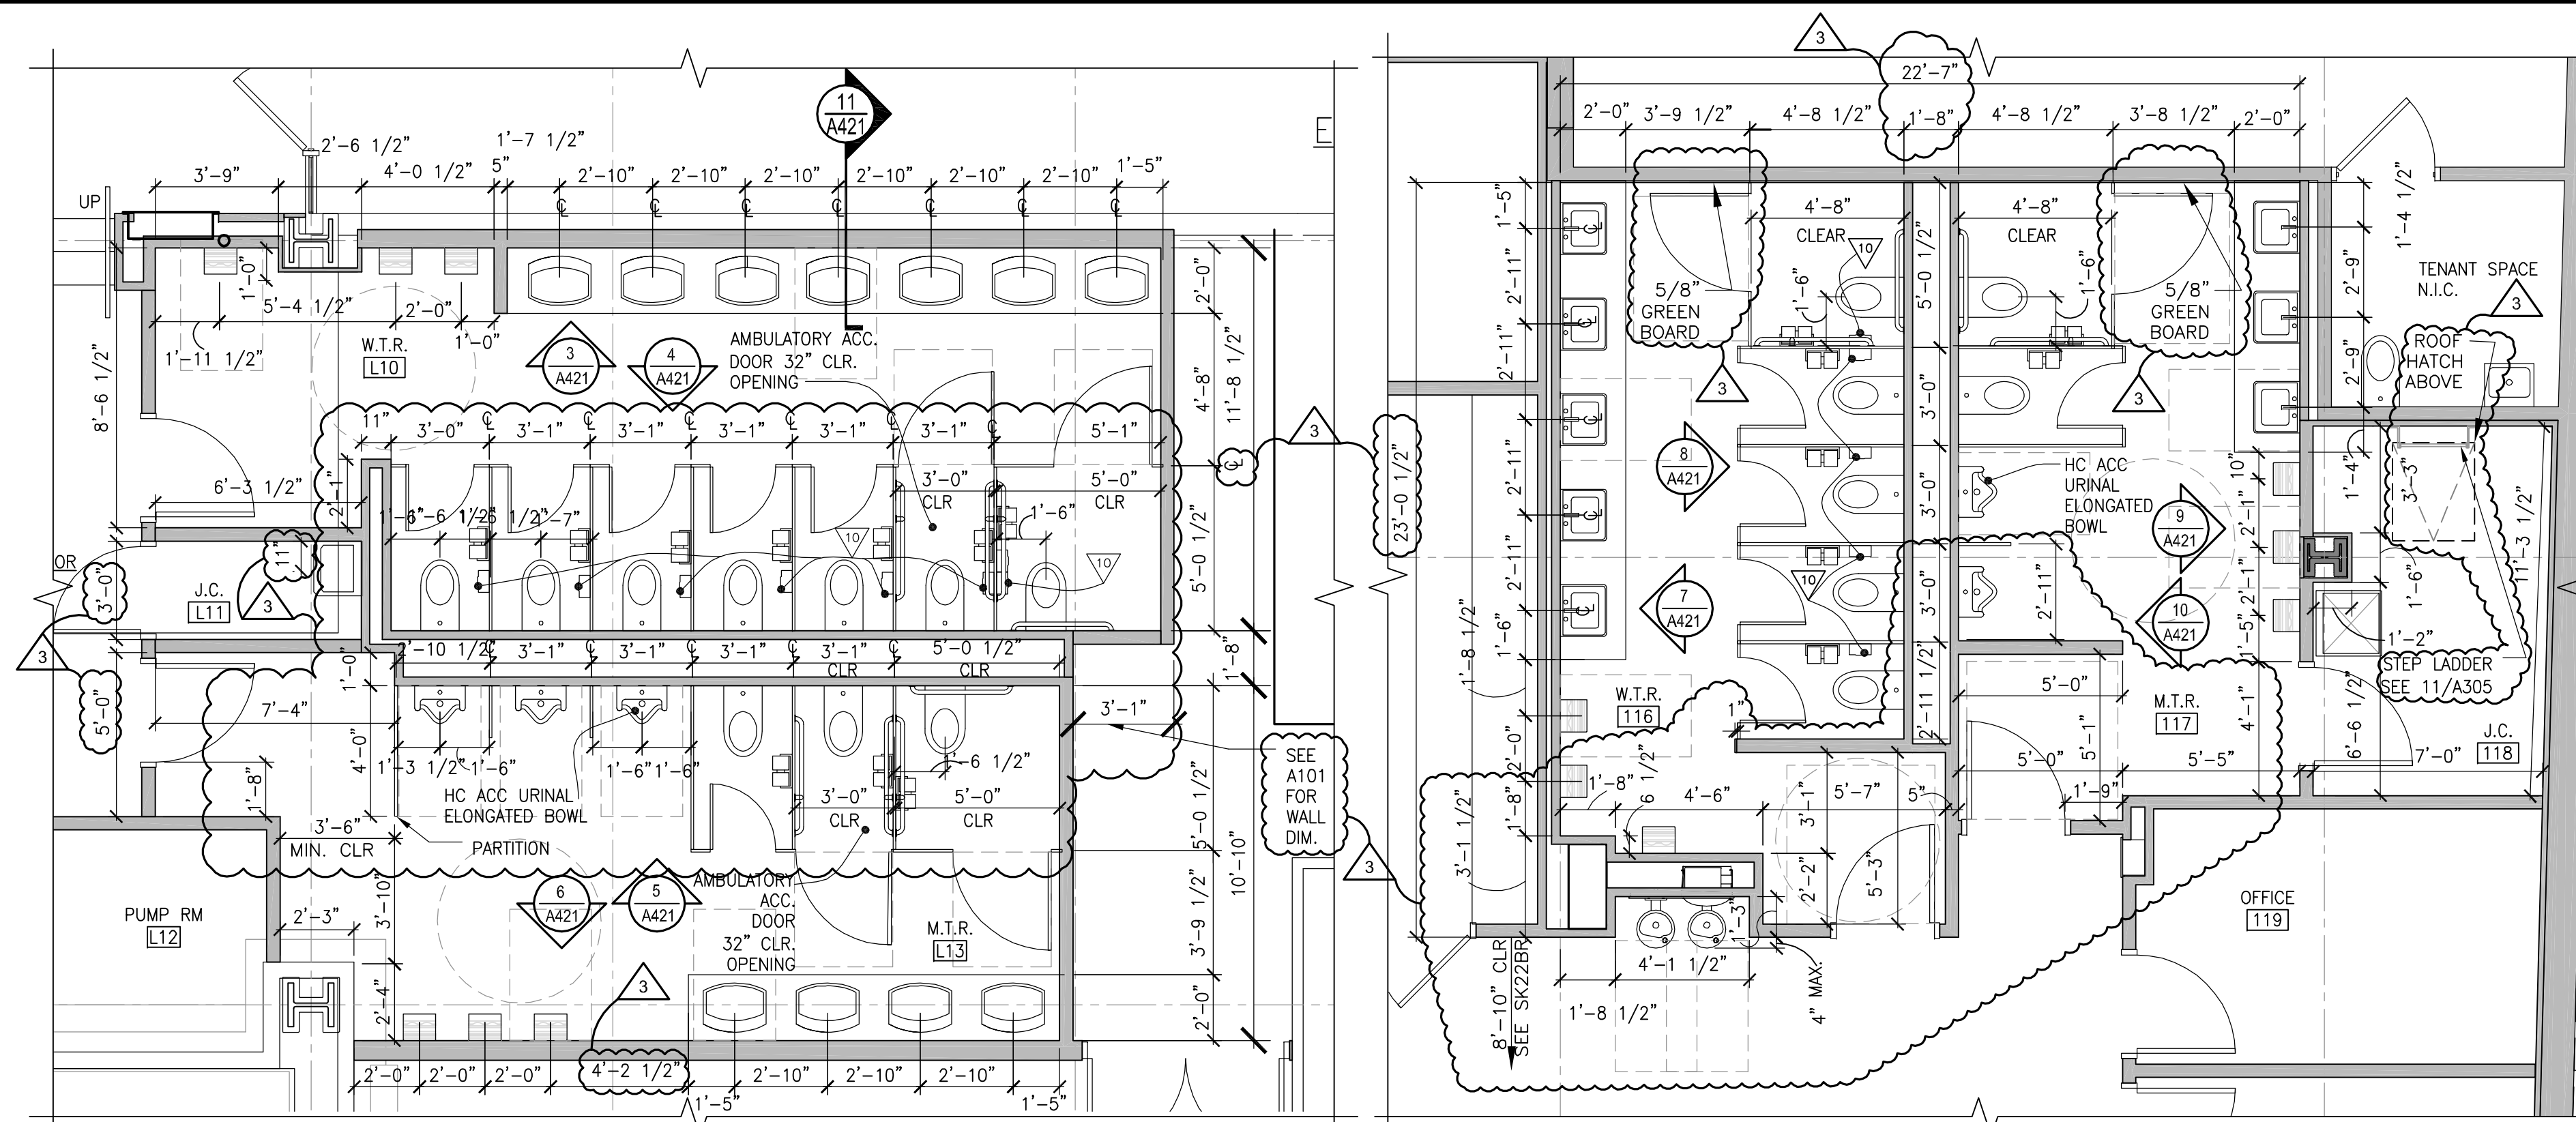 3
22'-7"
2'-0"
3'-9 1/2"
4'-8 1/2"
1'-8"
4'-8 1/2"
3'-8 1/2"
2'-0"
11
A421
E
2'-6 1/2"
1'-7 1/2"
3'-9"
4'-0 1/2"
5"
2'-10"
2'-10"
2'-10"
2'-10"
2'-10"
2'-10"
1'-5"
UP
1'-0"
5'-4 1/2"
2'-0"
1'-0"
1'-11 1/2"
W.T.R.
L10
3
A421
4
A421
AMBULATORY ACC.
DOOR 32" CLR.
OPENING
2'-0"
4'-8"
11'-8 1/2"
8'-6 1/2"
11"
3'-0"
3'-1"
3'-1"
3'-1"
3'-1"
3'-1"
5'-1"
6'-3 1/2"
2'-1"
3'-0"
CLR
5'-0"
CLR
1'-6"
1'-6 1/2"
1'-7"
1'-6"
10
10
5'-0 1/2"
OR
3'-0"
J.C.
L11
11"
3
3
5'-0"
1'-0"
2'-10 1/2"
3'-1"
3'-1"
3'-1"
3'-1"
CLR
5'-0 1/2"
CLR
1'-8"
7'-4"
4'-0"
1'-3 1/2"
1'-6"
1'-6"
1'-6"
1'-6 1/2"
3'-1"
HC ACC URINAL
ELONGATED BOWL
3'-0"
CLR
5'-0"
CLR
1'-8"
3'-6"
MIN. CLR
PARTITION
5'-0 1/2"
10'-10"
SEE
A101
FOR
WALL
DIM.
3
3
PUMP RM
L12
2'-3"
3'-10"
2'-4"
6
A421
5
A421
AMBULATORY
ACC.
DOOR
32" CLR.
OPENING
M.T.R.
L13
3'-9 1/2"
2'-0"
3
2'-0"
2'-0"
2'-0"
4'-2 1/2"
1'-5"
2'-10"
2'-10"
2'-10"
1'-5"
1'-5"
2'-11"
2'-11"
2'-11"
2'-11"
1'-6"
2'-0"
1'-8"
23'-0 1/2"
1'-8 1/2"
3'-1 1/2"
5/8"
GREEN
BOARD
3
4'-8"
CLEAR
10
1'-6"
5'-0 1/2"
3'-0"
3'-0"
3'-0"
2'-11 1/2"
4'-8"
CLEAR
1'-6"
5/8"
GREEN
BOARD
3
8
A421
7
A421
10
HC ACC
URINAL
ELONGATED
BOWL
9
A421
10
A421
10"
2'-1"
2'-1"
1'-5"
4'-1"
2'-11"
1'-4 1/2"
2'-9"
2'-9"
TENANT SPACE
N.I.C.
3
ROOF
HATCH
ABOVE
1'-4"
3'-3"
11'-3 1/2"
1'-6"
1'-2"
STEP LADDER
SEE 11/A305
6'-6 1/2"
J.C.
118
7'-0"
W.T.R.
116
1"
5'-0"
M.T.R.
117
5'-1"
5'-0"
5'-5"
1'-9"
1'-8"
6 1/2"
4'-6"
3'-1"
5'-7"
5"
2'-2"
5'-3"
1'-3"
4'-1 1/2"
1'-8 1/2"
4" MAX.
8'-10" CLR
SEE SK22BR
OFFICE
119